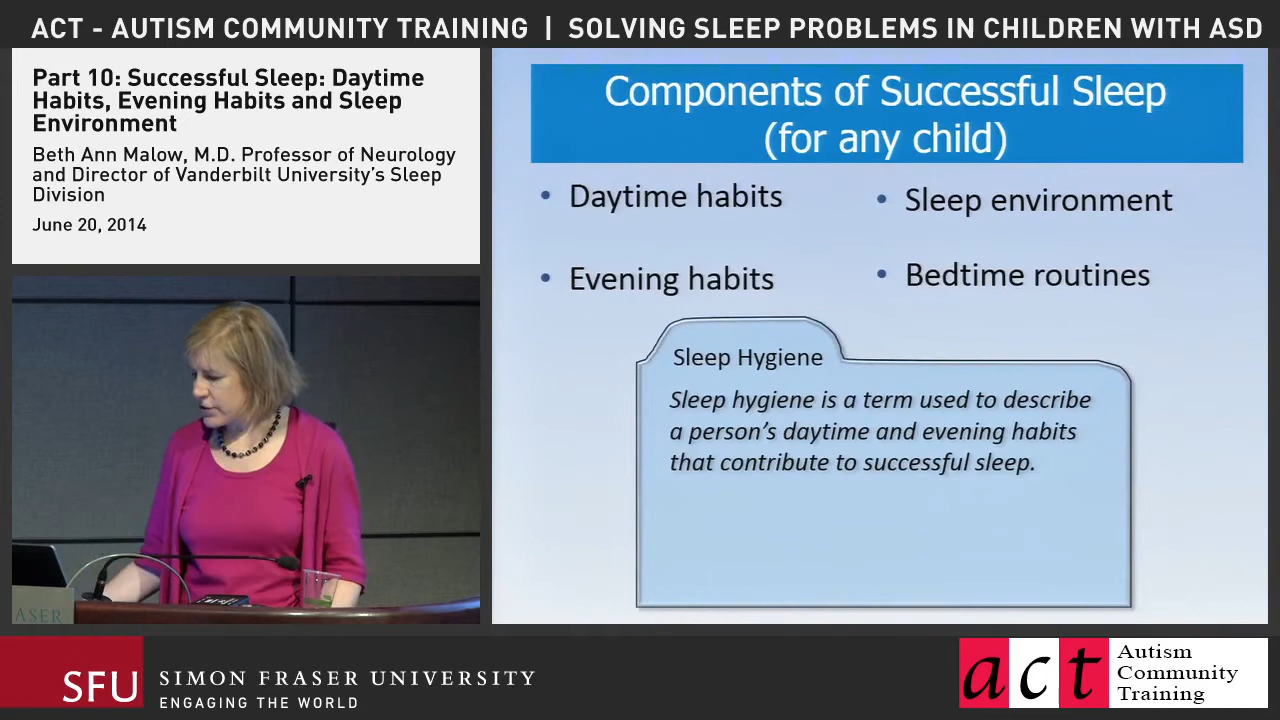 ACT - AUTISM COMMUNITY TRAINING | SOLVING SLEEP PROBLEMS IN CHILDREN WITH ASD
Part 10: Successful Sleep: Daytime
Habits, Evening Habits and Sleep
Environment
Beth Ann Malow, M.D. Professor of Neurology
and Director of Vanderbilt University's Sleep
Division
June 20, 2014
Components of Successful Sleep
(for any child)
• Daytime habits
• Evening habits
• Sleep environment
• Bedtime routines
Sleep Hygiene
Sleep hygiene is a term used to describe
a person's daytime and evening habits
that contribute to successful sleep.
ASER
SFU
SIMON FRASER UNIVERSITY
ENGAGING THE WORLD
act
Autism
Community
Training